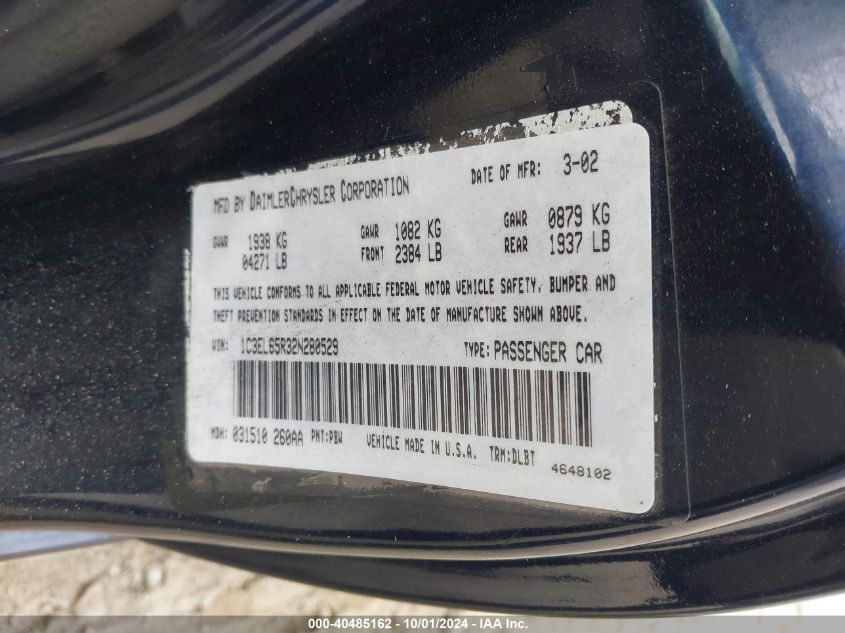 MFD BY DAIMLERCHRYSLER CORPORATION DATE OF MFR: 3-02
GVWR 1938 KG GAWR 1082 KG GAWR 0879 KG
04271 LB FRONT 2384 LB REAR 1937 LB
THIS VEHICLE CONFORMS TO ALL APPLICABLE FEDERAL MOTOR VEHICLE SAFETY, BUMPER AND
THEFT PREVENTION STANDARDS IN EFFECT ON THE DATE OF MANUFACTURE SHOWN ABOVE.
VIN: 1C3EL65R32N280529 TYPE: PASSENGER CAR
MDH: 031510 260AA PNT:PBW VEHICLE MADE IN U.S.A. TRM:DLBT
4648102
000-40485162 - 10/01/2024 - IAA Inc.